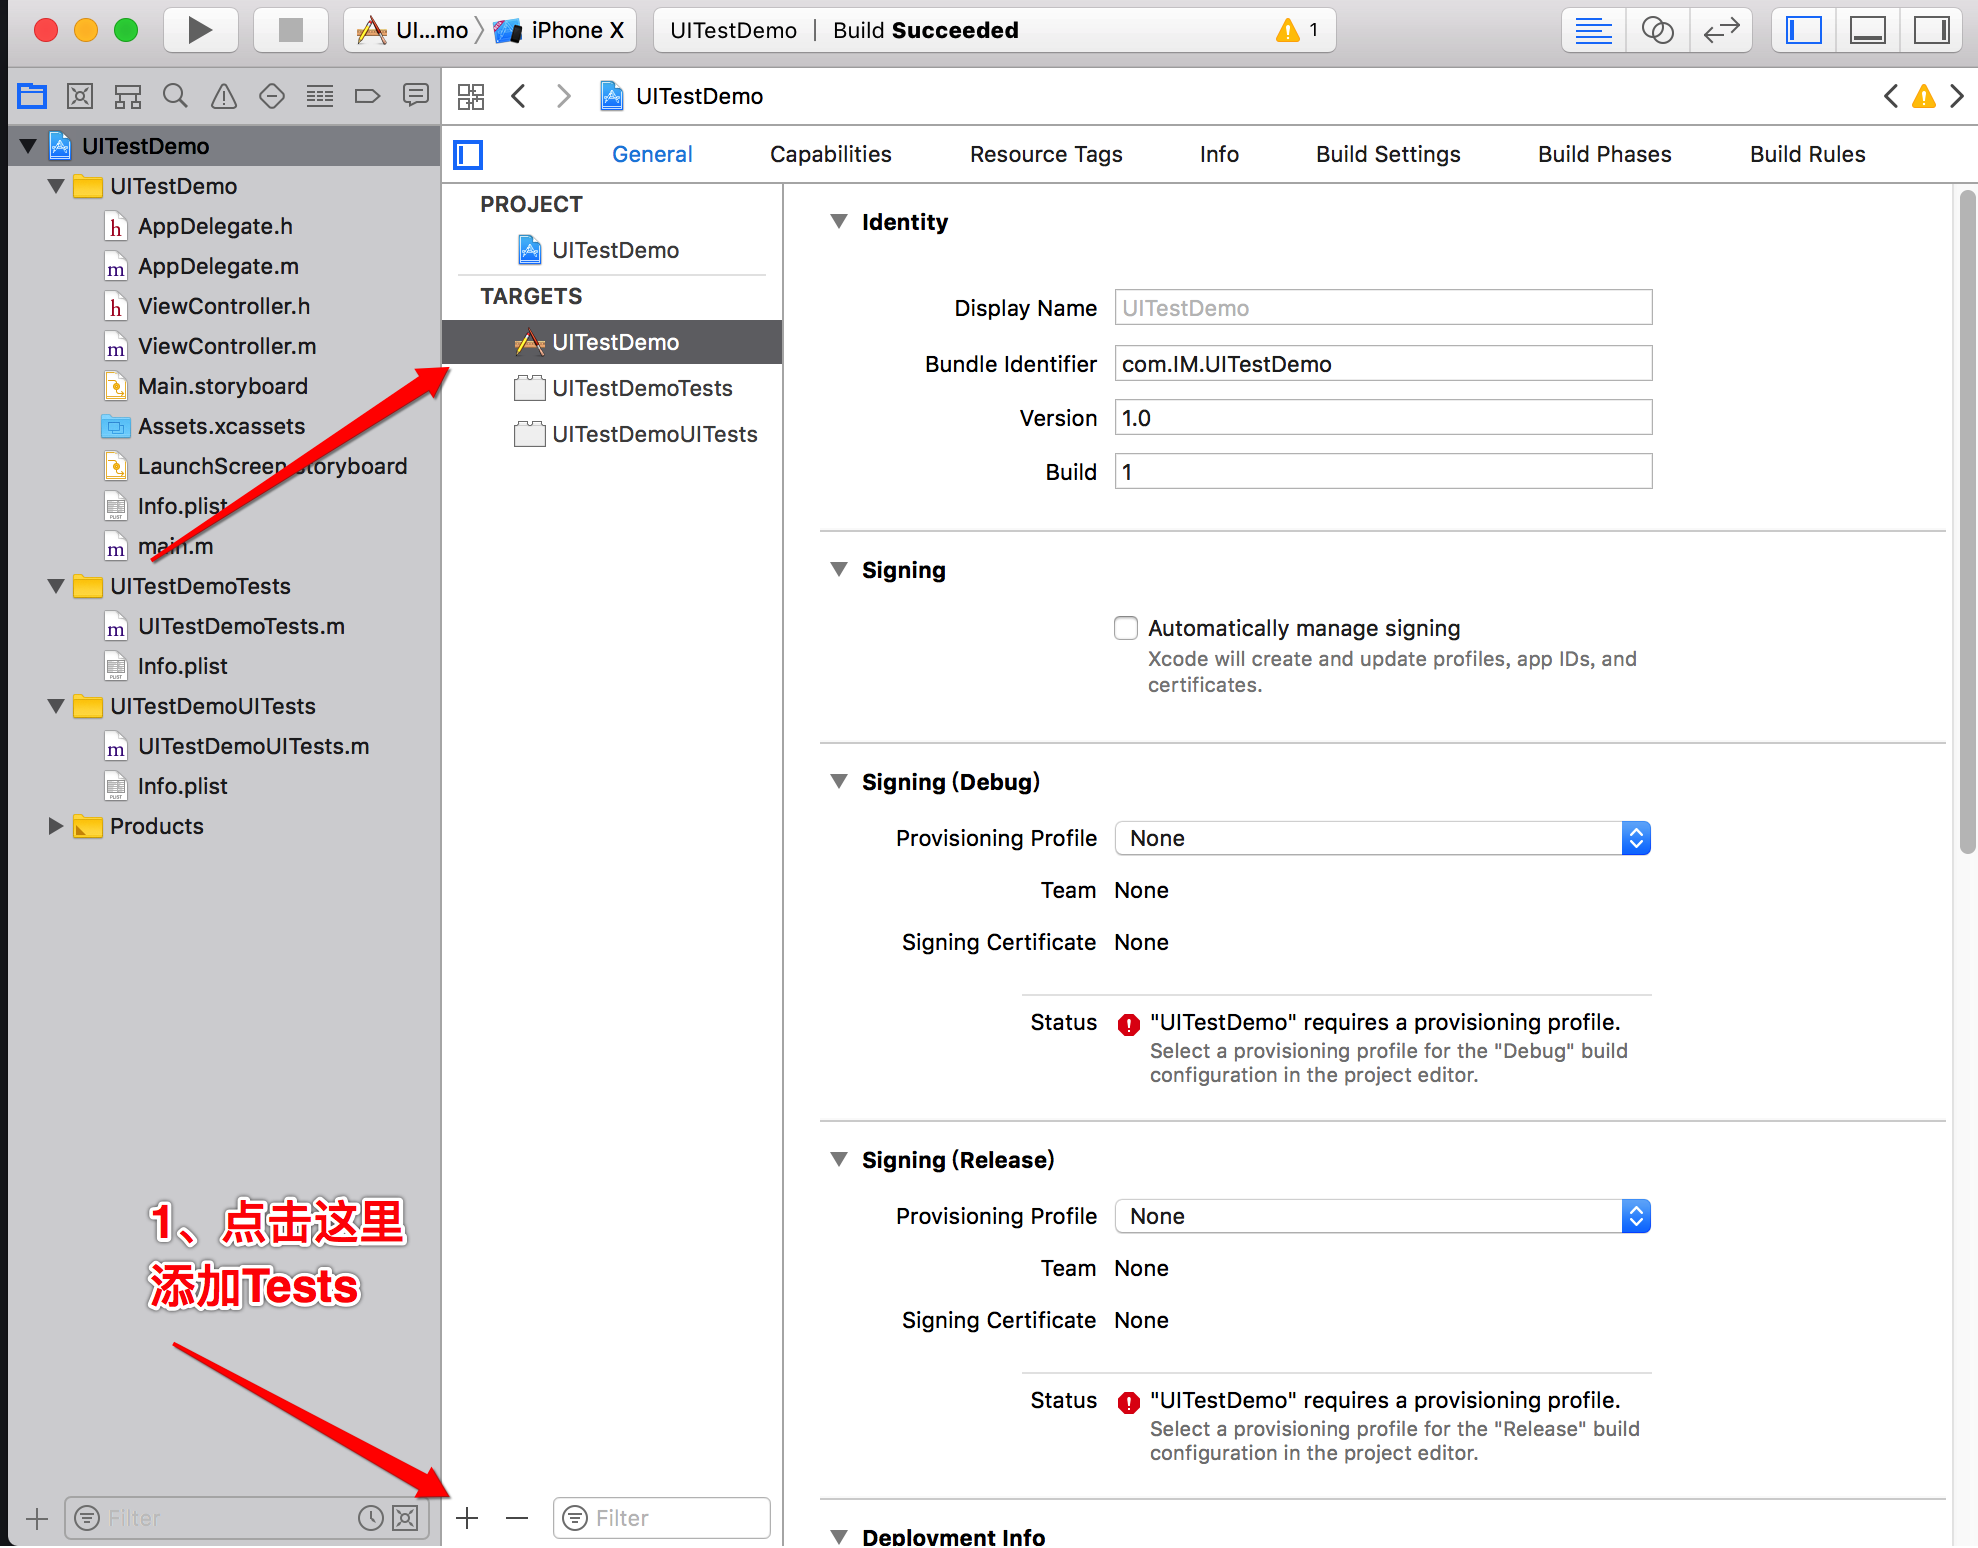 UI...mo
iPhone X
UITestDemo | Build Succeeded
1
UITestDemo
UITestDemo
UITestDemo
AppDelegate.h
AppDelegate.m
ViewController.h
ViewController.m
Main.storyboard
Assets.xcassets
LaunchScreen.storyboard
Info.plist
main.m
UITestDemoTests
UITestDemoTests.m
Info.plist
UITestDemoUITests
UITestDemoUITests.m
Info.plist
Products
1、点击这里
添加Tests
Filter
General
Capabilities
Resource Tags
Info
Build Settings
Build Phases
Build Rules
PROJECT
UITestDemo
TARGETS
UITestDemo
UITestDemoTests
UITestDemoUITests
Filter
Identity
Display Name UITestDemo
Bundle Identifier com.IM.UITestDemo
Version 1.0
Build 1
Signing
Automatically manage signing
Xcode will create and update profiles, app IDs, and
certificates.
Signing (Debug)
Provisioning Profile None
Team None
Signing Certificate None
Status "UITestDemo" requires a provisioning profile.
Select a provisioning profile for the "Debug" build
configuration in the project editor.
Signing (Release)
Provisioning Profile None
Team None
Signing Certificate None
Status "UITestDemo" requires a provisioning profile.
Select a provisioning profile for the "Release" build
configuration in the project editor.
Deployment Info